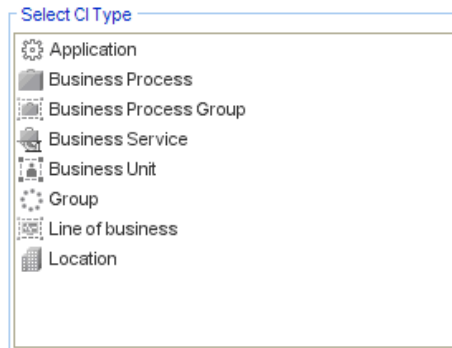 Select CI Type
Application
Business Process
Business Process Group
Business Service
Business Unit
Group
Line of business
Location